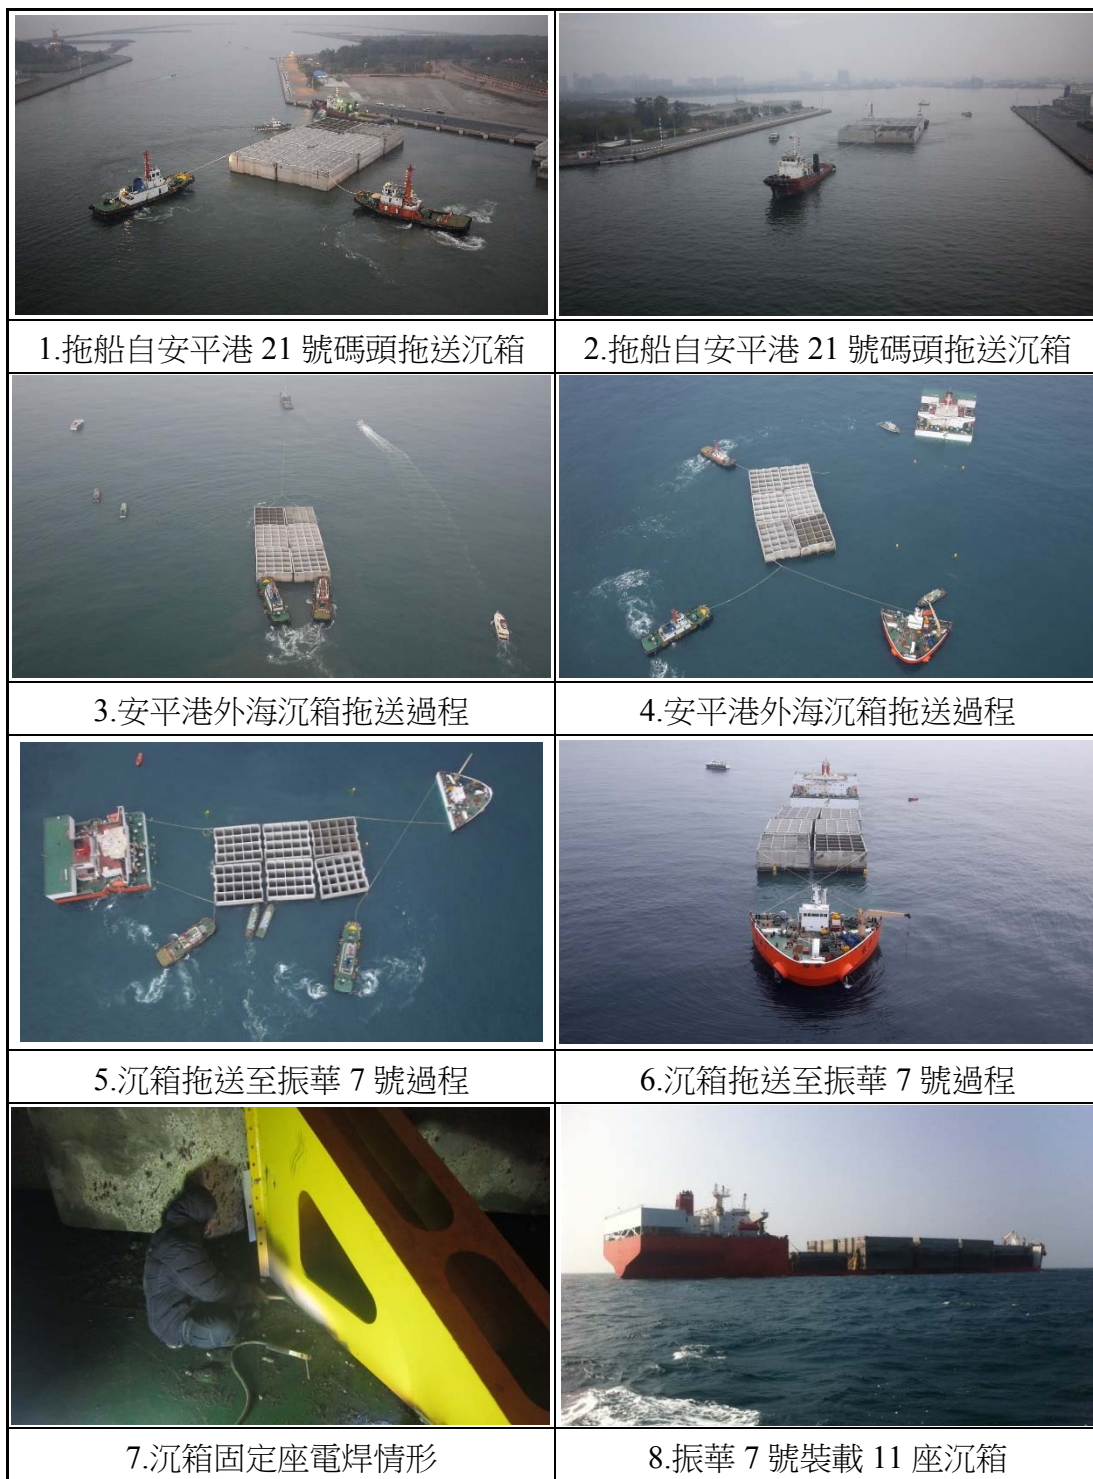 1.拖船自安平港 21 號碼頭拖送沉箱
2.拖船自安平港 21 號碼頭拖送沉箱
3.安平港外海沉箱拖送過程
4.安平港外海沉箱拖送過程
5.沉箱拖送至振華 7 號過程
6.沉箱拖送至振華 7 號過程
7.沉箱固定座電焊情形
8.振華 7 號裝載 11 座沉箱